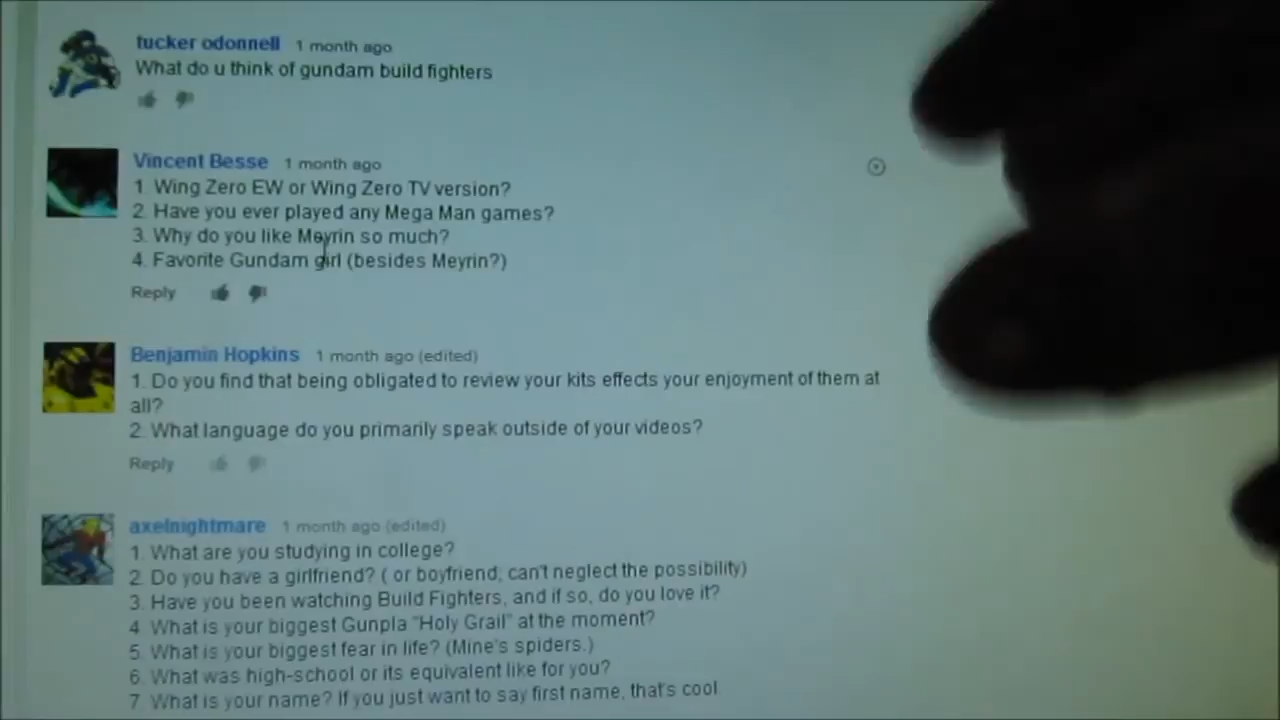 tucker odonnell 1 month ago
What do u think of gundam build fighters
Vincent Besse 1 month ago
1. Wing Zero EW or Wing Zero TV version?
2. Have you ever played any Mega Man games?
3. Why do you like Meyrin so much?
4. Favorite Gundam girl (besides Meyrin?)
Reply
Benjamin Hopkins 1 month ago (edited)
1. Do you find that being obligated to review your kits effects your enjoyment of them at
all?
2. What language do you primarily speak outside of your videos?
Reply
axelnightmare 1 month ago (edited)
1. What are you studying in college?
2. Do you have a girlfriend? ( or boyfriend, can't neglect the possibility)
3. Have you been watching Build Fighters, and if so, do you love it?
4. What is your biggest Gunpla "Holy Grail" at the moment?
5. What is your biggest fear in life? (Mine's spiders.)
6. What was high-school or its equivalent like for you?
7. What is your name? If you just want to say first name, that's cool